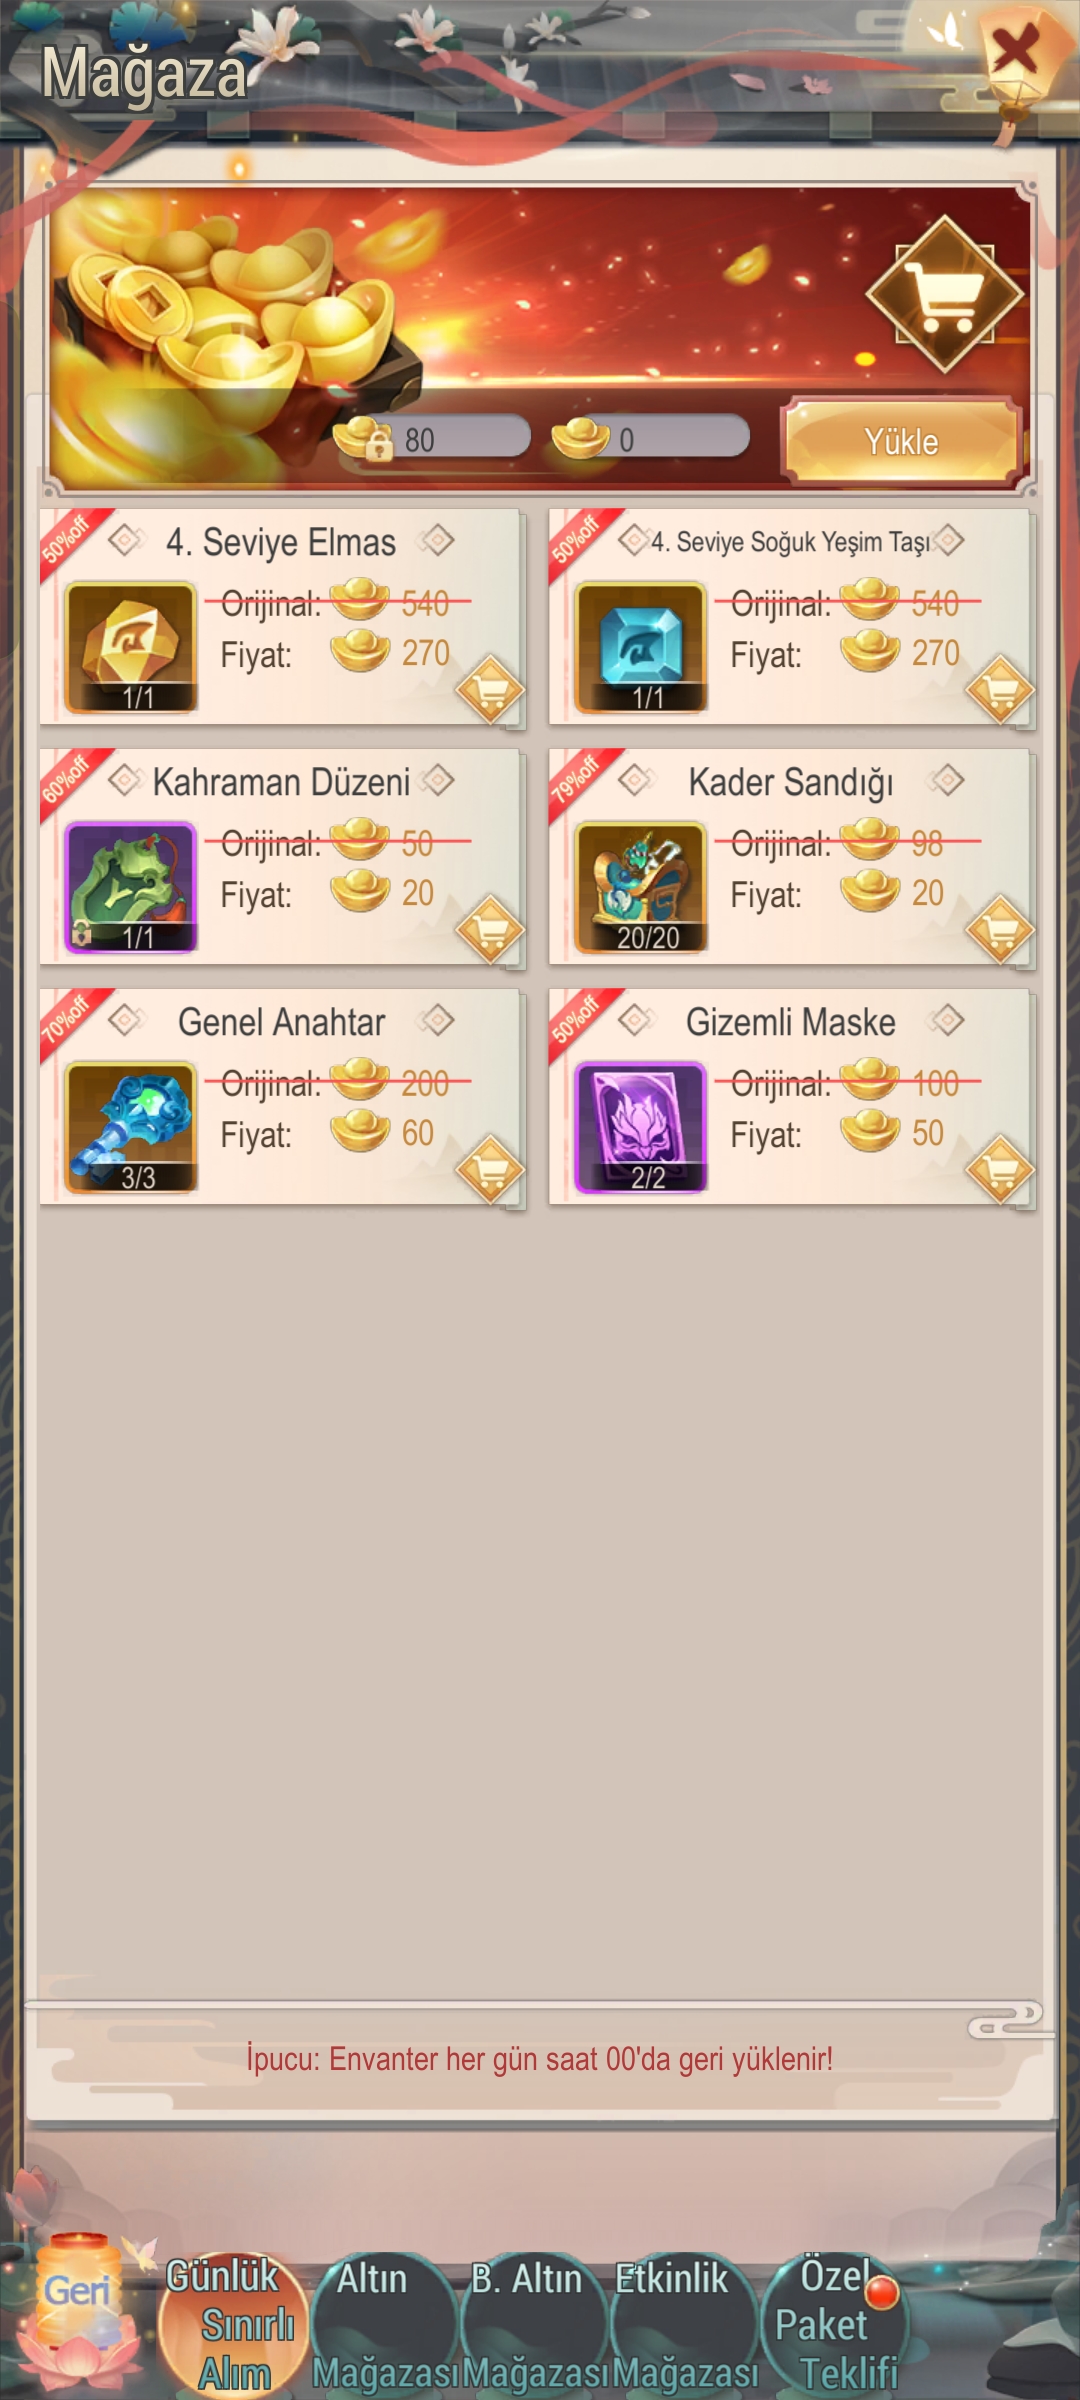 Mağaza
80
0
Yükle
50%off
4. Seviye Elmas
Orijinal: 540
Fiyat: 270
1/1
50%off
4. Seviye Soğuk Yeşim Taşı
Orijinal: 540
Fiyat: 270
1/1
60%off
Kahraman Düzeni
Orijinal: 50
Fiyat: 20
1/1
79%off
Kader Sandığı
Orijinal: 98
Fiyat: 20
20/20
70%off
Genel Anahtar
Orijinal: 200
Fiyat: 60
3/3
50%off
Gizemli Maske
Orijinal: 100
Fiyat: 50
2/2
İpucu: Envanter her gün saat 00'da geri yüklenir!
Geri
Günlük
Sınırlı
Alım
Altın
Mağazası
B. Altın
Mağazası
Etkinlik
Mağazası
Özel
Paket
Teklifi